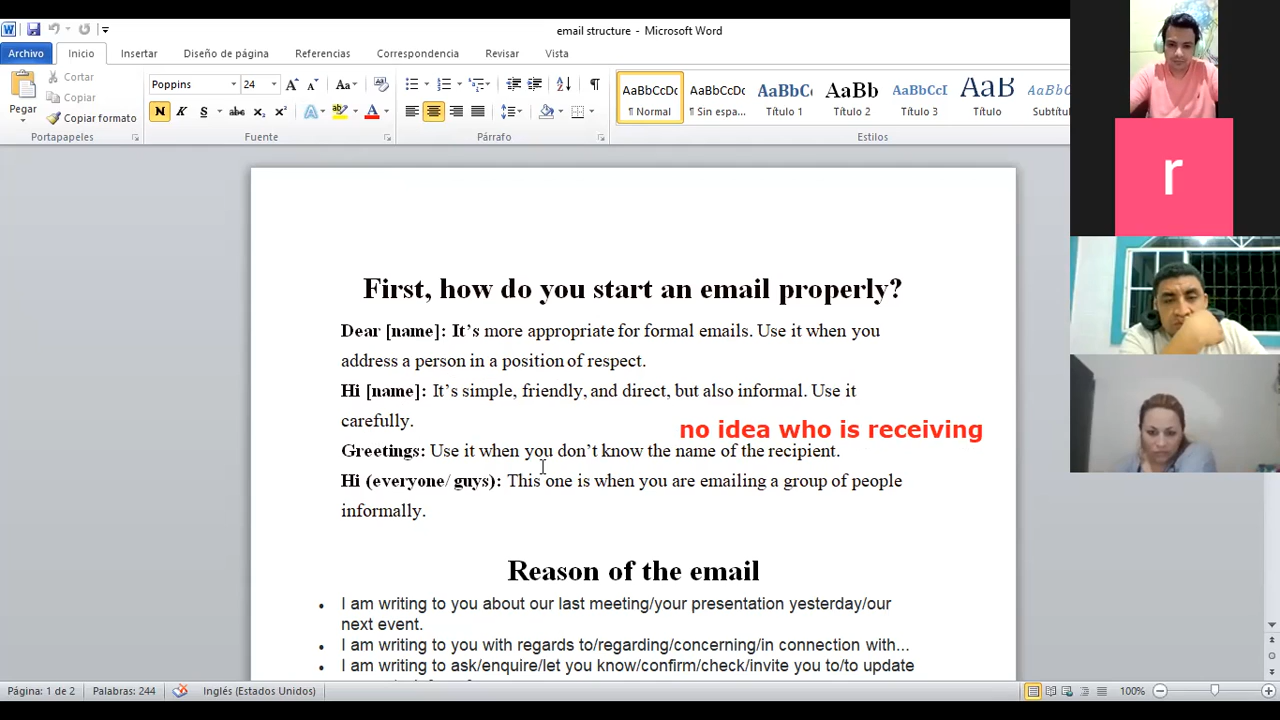 email structure - Microsoft Word
Archivo Inicio Insertar Diseño de página Referencias Correspondencia Revisar Vista
Pegar
Cortar
Copiar
Copiar formato
Portapapeles
Poppins 24
Fuente
Párrafo
AaBbCcDc AaBbCcDc AaBbC AaBb AaBbCcI AaB AaBbCcI
¶ Normal ¶ Sin espa... Título 1 Título 2 Título 3 Título Subtítul
Estilos
r
First, how do you start an email properly?
Dear [name]: It’s more appropriate for formal emails. Use it when you
address a person in a position of respect.
Hi [name]: It’s simple, friendly, and direct, but also informal. Use it
carefully.
no idea who is receiving
Greetings: Use it when you don’t know the name of the recipient.
Hi (everyone/ guys): This one is when you are emailing a group of people
informally.
Reason of the email
• I am writing to you about our last meeting/your presentation yesterday/our
next event.
• I am writing to you with regards to/regarding/concerning/in connection with...
• I am writing to ask/enquire/let you know/confirm/check/invite you to/to update
Página: 1 de 2 Palabras: 244 Inglés (Estados Unidos) 100%